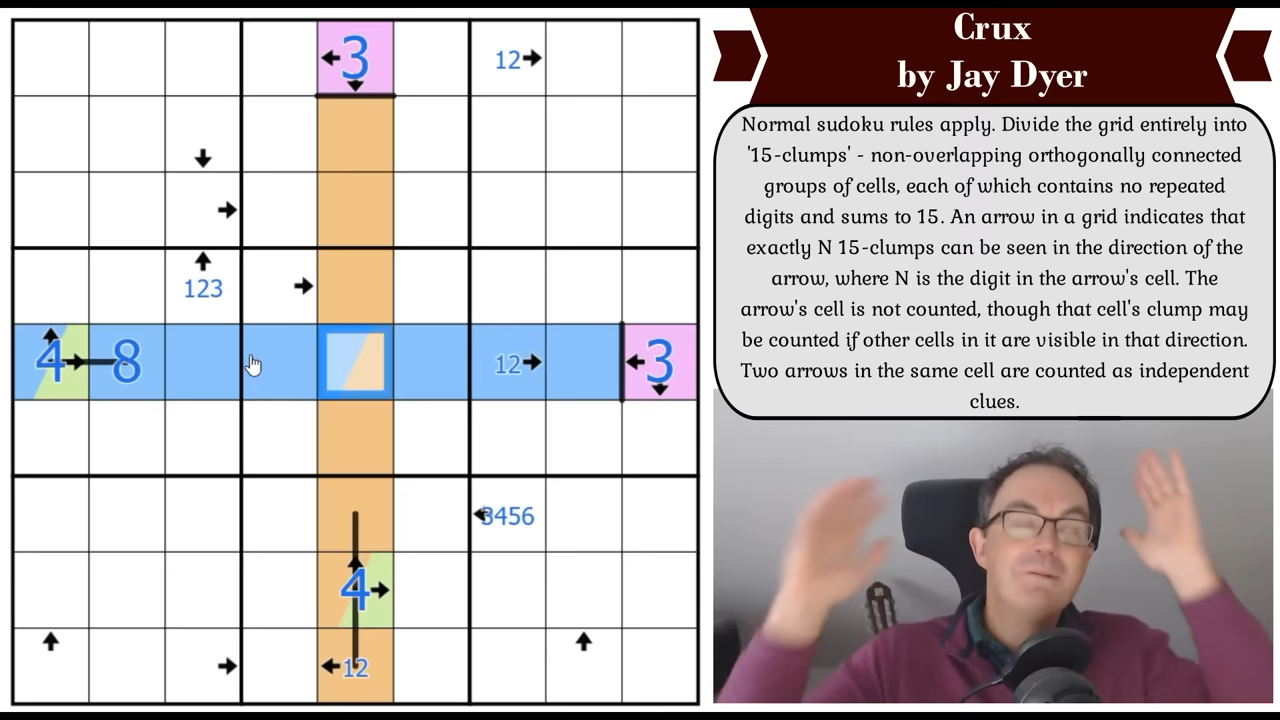 Crux
by Jay Dyer
Normal sudoku rules apply. Divide the grid entirely into
'15-clumps' - non-overlapping orthogonally connected
groups of cells, each of which contains no repeated
digits and sums to 15. An arrow in a grid indicates that
exactly N 15-clumps can be seen in the direction of the
arrow, where N is the digit in the arrow's cell. The
arrow's cell is not counted, though that cell's clump may
be counted if other cells in it are visible in that direction.
Two arrows in the same cell are counted as independent
clues.
3 12
123
4 8 12 3
3456
4
12